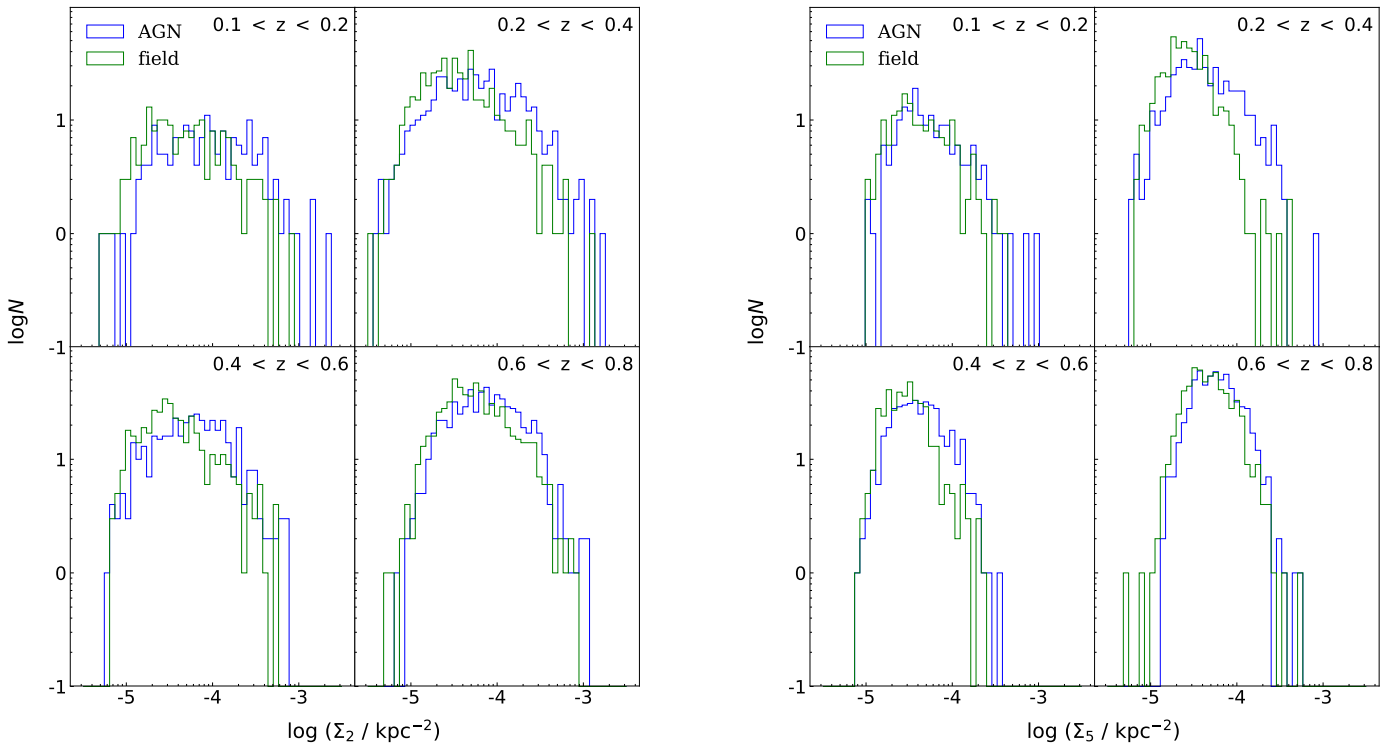 AGN
field
0.1 < z < 0.2
0.2 < z < 0.4
1
0
-1
logN
0.4 < z < 0.6
0.6 < z < 0.8
1
0
-1
-5 -4 -3 -5 -4 -3
log (Σ₂ / kpc⁻²)
AGN
field
0.1 < z < 0.2
0.2 < z < 0.4
1
0
-1
logN
0.4 < z < 0.6
0.6 < z < 0.8
1
0
-1
-5 -4 -3 -5 -4 -3
log (Σ₅ / kpc⁻²)